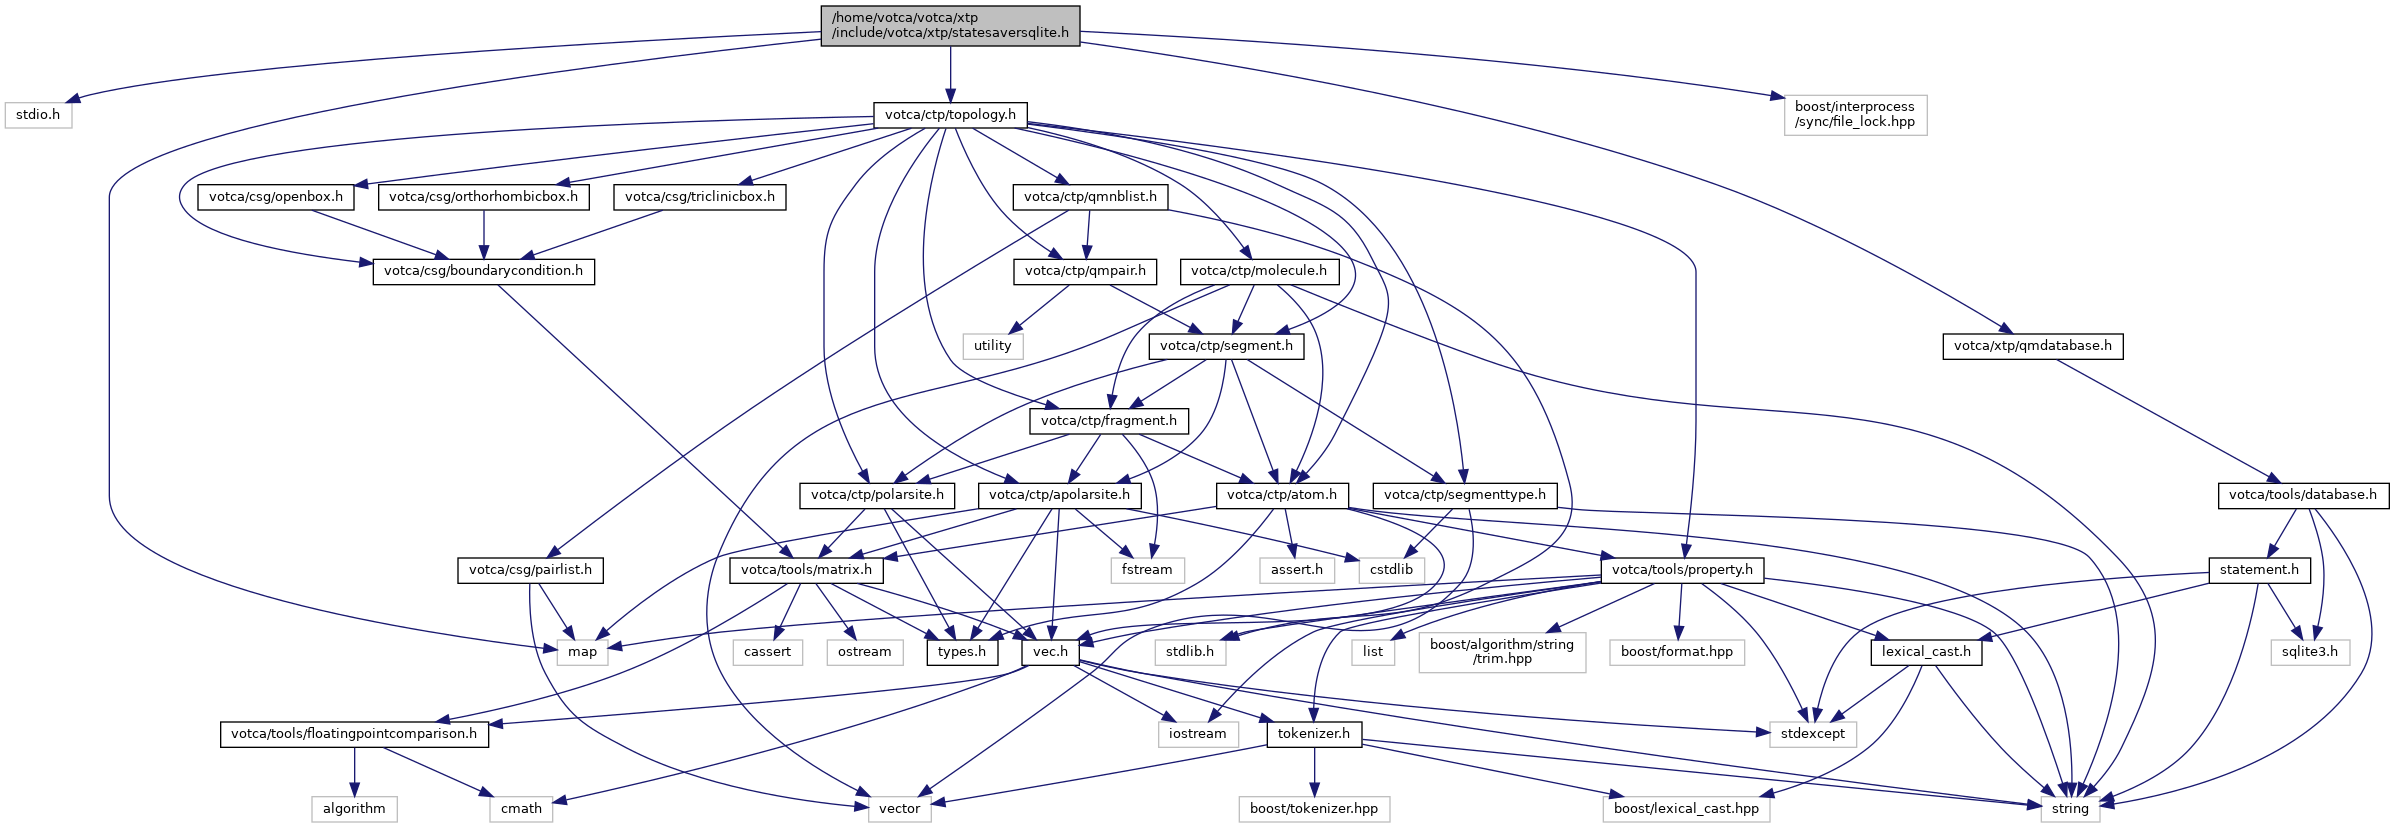 /home/votca/votca/xtp
/include/votca/xtp/statesaversqlite.h
stdio.h
votca/ctp/topology.h
boost/interprocess
/sync/file_lock.hpp
votca/csg/openbox.h
votca/csg/orthorhombicbox.h
votca/csg/triclinicbox.h
votca/ctp/qmnblist.h
votca/csg/boundarycondition.h
votca/ctp/qmpair.h
votca/ctp/molecule.h
utility
votca/ctp/segment.h
votca/xtp/qmdatabase.h
votca/ctp/fragment.h
votca/ctp/polarsite.h
votca/ctp/apolarsite.h
votca/ctp/atom.h
votca/ctp/segmenttype.h
votca/tools/database.h
votca/csg/pairlist.h
votca/tools/matrix.h
fstream
assert.h
cstdlib
votca/tools/property.h
statement.h
map
cassert
ostream
types.h
vec.h
stdlib.h
list
boost/algorithm/string
/trim.hpp
boost/format.hpp
lexical_cast.h
sqlite3.h
votca/tools/floatingpointcomparison.h
iostream
tokenizer.h
stdexcept
algorithm
cmath
vector
boost/tokenizer.hpp
boost/lexical_cast.hpp
string